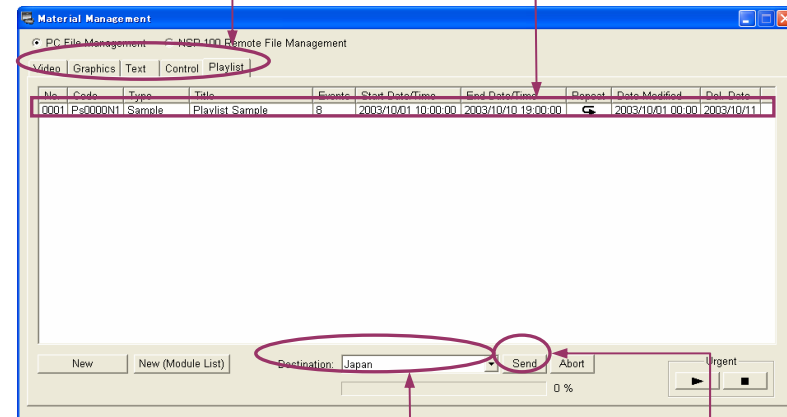 Material Management
PC File Management NSP-100 Remote File Management
Video Graphics Text Control Playlist
No. Code Type Title Events Start Date/Time End Date/Time Repeat Date Modified Del. Date
0001 Ps0000N1 Sample Playlist Sample 8 2003/10/01 10:00:00 2003/10/10 19:00:00 2003/10/01 00:00 2003/10/11
New New (Module List) Destination: Japan Send Abort Urgent
0 %